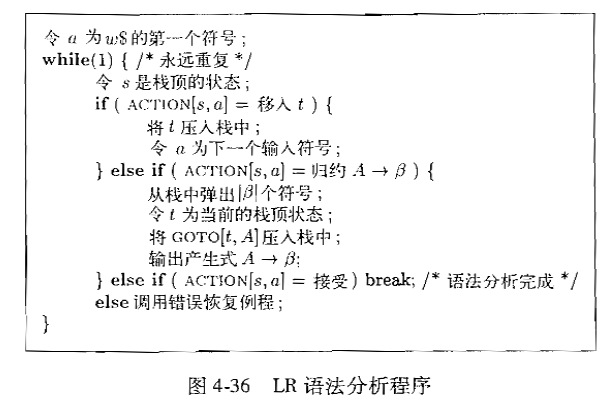 令 a 为w$的第一个符号;
while(1) { /* 永远重复 */
令 s 是栈顶的状态;
if ( ACTION[s,a] = 移入 t ) {
将 t 压入栈中;
令 a 为下一个输入符号;
} else if ( ACTION[s,a] = 归约 A → β ) {
从栈中弹出|β|个符号;
令 t 为当前的栈顶状态;
将 GOTO[t, A]压入栈中;
输出产生式 A → β;
} else if ( ACTION[s,a] = 接受 ) break; /* 语法分析完成 */
else 调用错误恢复例程;
}
图 4-36 LR 语法分析程序